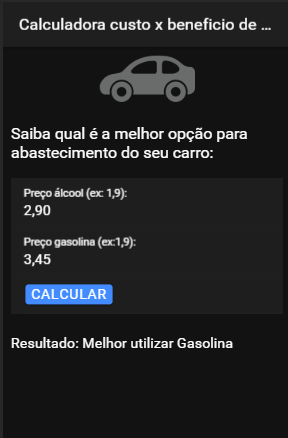 Calculadora custo x beneficio de ...
Saiba qual é a melhor opção para
abastecimento do seu carro:
Preço álcool (ex: 1,9):
2,90
Preço gasolina (ex:1,9):
3,45
CALCULAR
Resultado: Melhor utilizar Gasolina